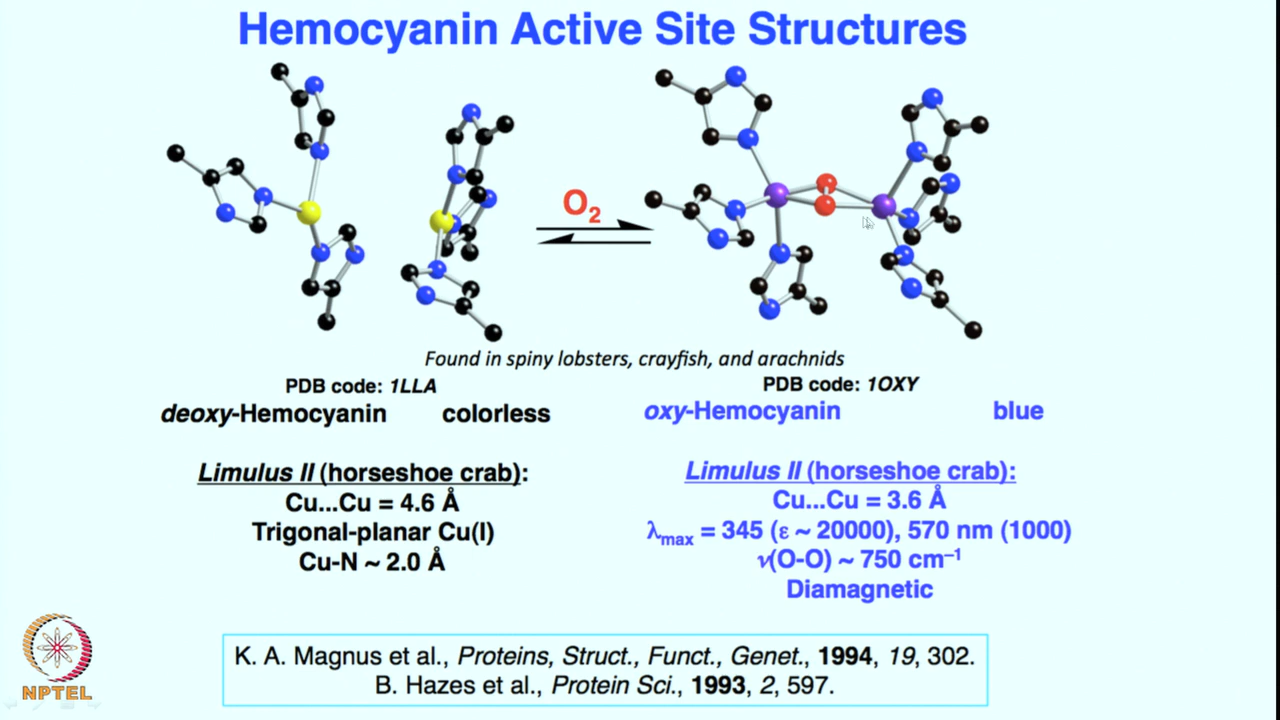 Hemocyanin Active Site Structures
O₂
Found in spiny lobsters, crayfish, and arachnids
PDB code: 1LLA
deoxy-Hemocyanin colorless
Limulus II (horseshoe crab):
Cu...Cu = 4.6 Å
Trigonal-planar Cu(I)
Cu-N ~ 2.0 Å
PDB code: 1OXY
oxy-Hemocyanin blue
Limulus II (horseshoe crab):
Cu...Cu = 3.6 Å
λmax = 345 (ε ~ 20000), 570 nm (1000)
ν(O-O) ~ 750 cm⁻¹
Diamagnetic
K. A. Magnus et al., Proteins, Struct., Funct., Genet., 1994, 19, 302.
B. Hazes et al., Protein Sci., 1993, 2, 597.
NPTEL